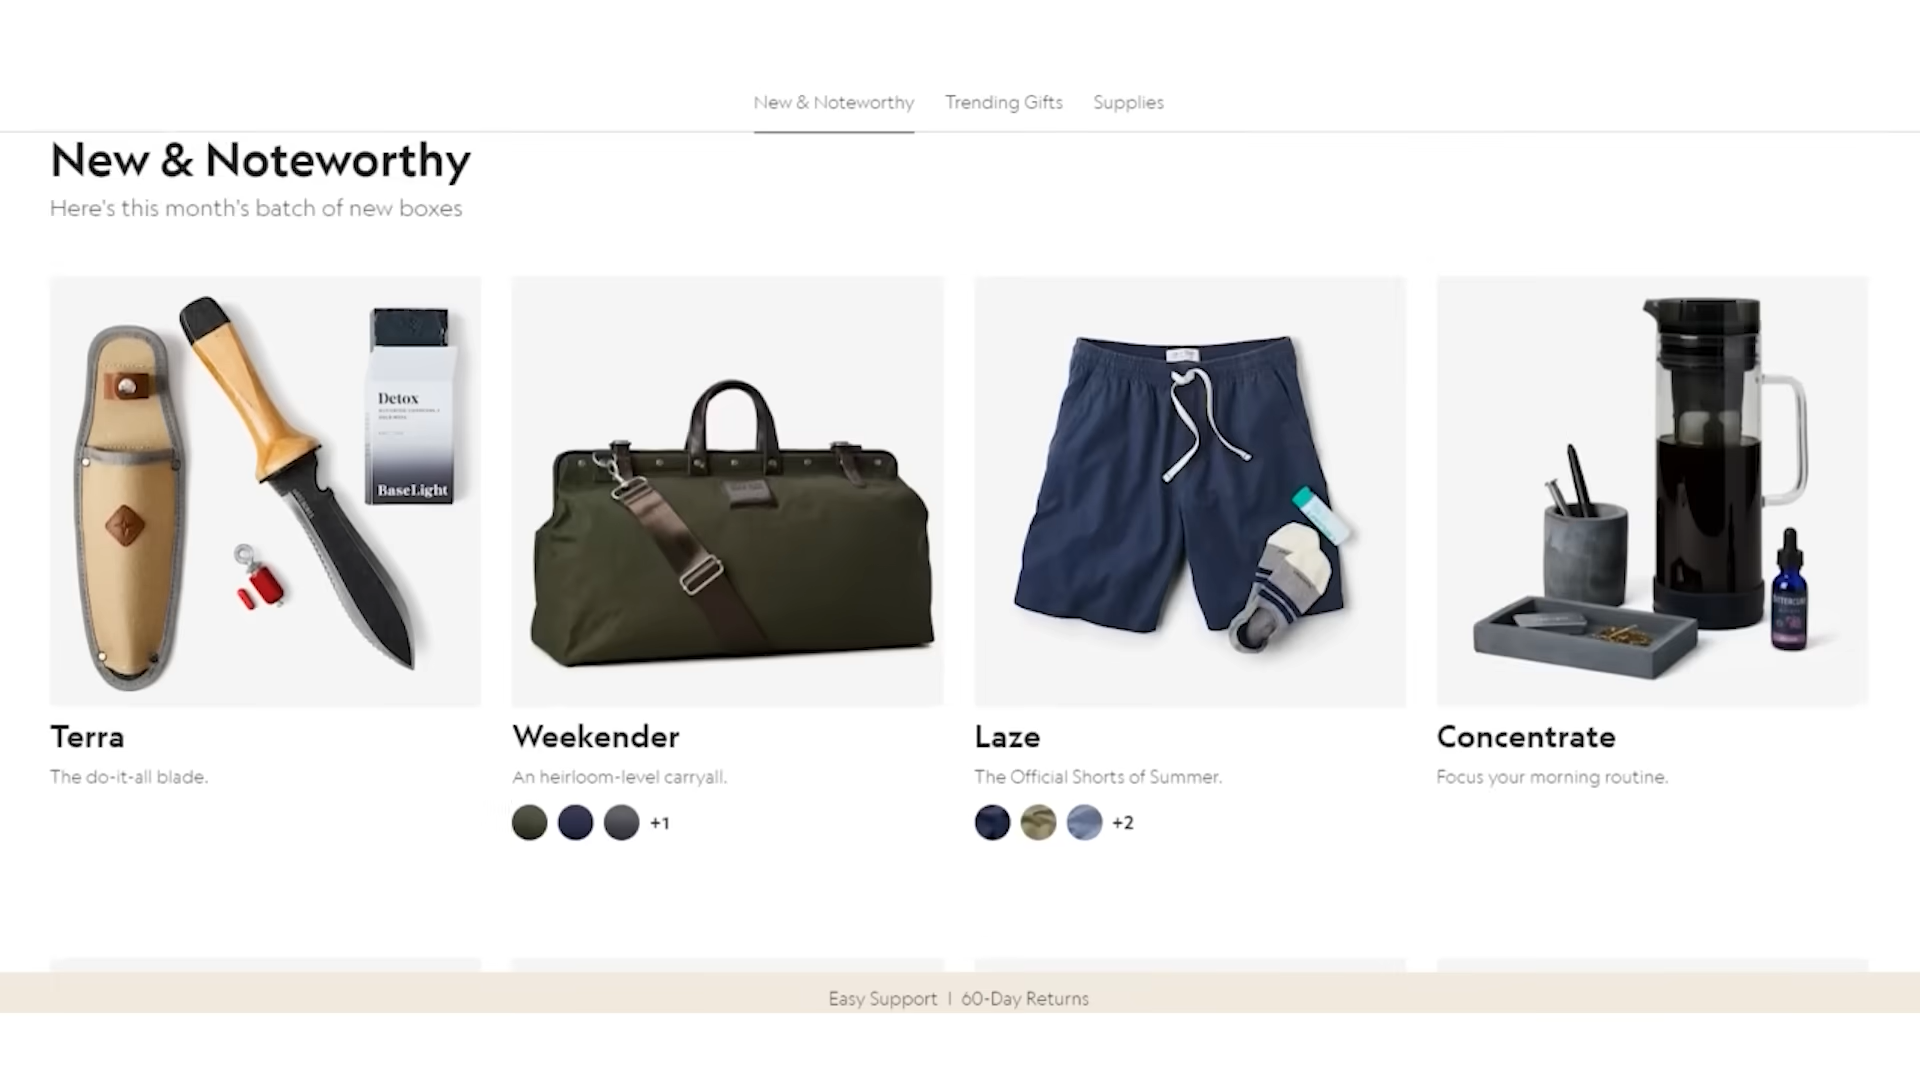 New & Noteworthy Trending Gifts Supplies
New & Noteworthy
Here's this month's batch of new boxes
Detox
BaseLight
Terra
The do-it-all blade.
Weekender
An heirloom-level carryall.
+1
Laze
The Official Shorts of Summer.
+2
Concentrate
Focus your morning routine.
Easy Support | 60-Day Returns